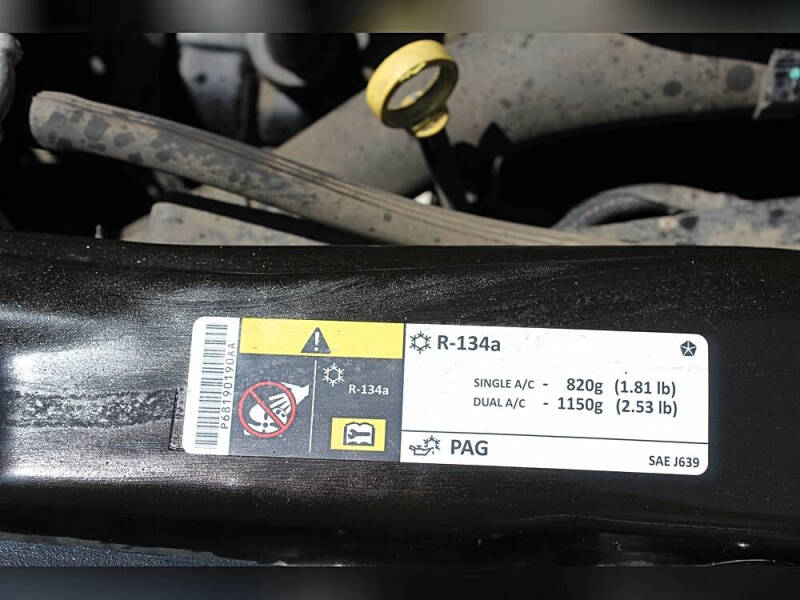 P68190190AA
R-134a
R-134a
SINGLE A/C - 820g (1.81 lb)
DUAL A/C - 1150g (2.53 lb)
PAG
SAE J639